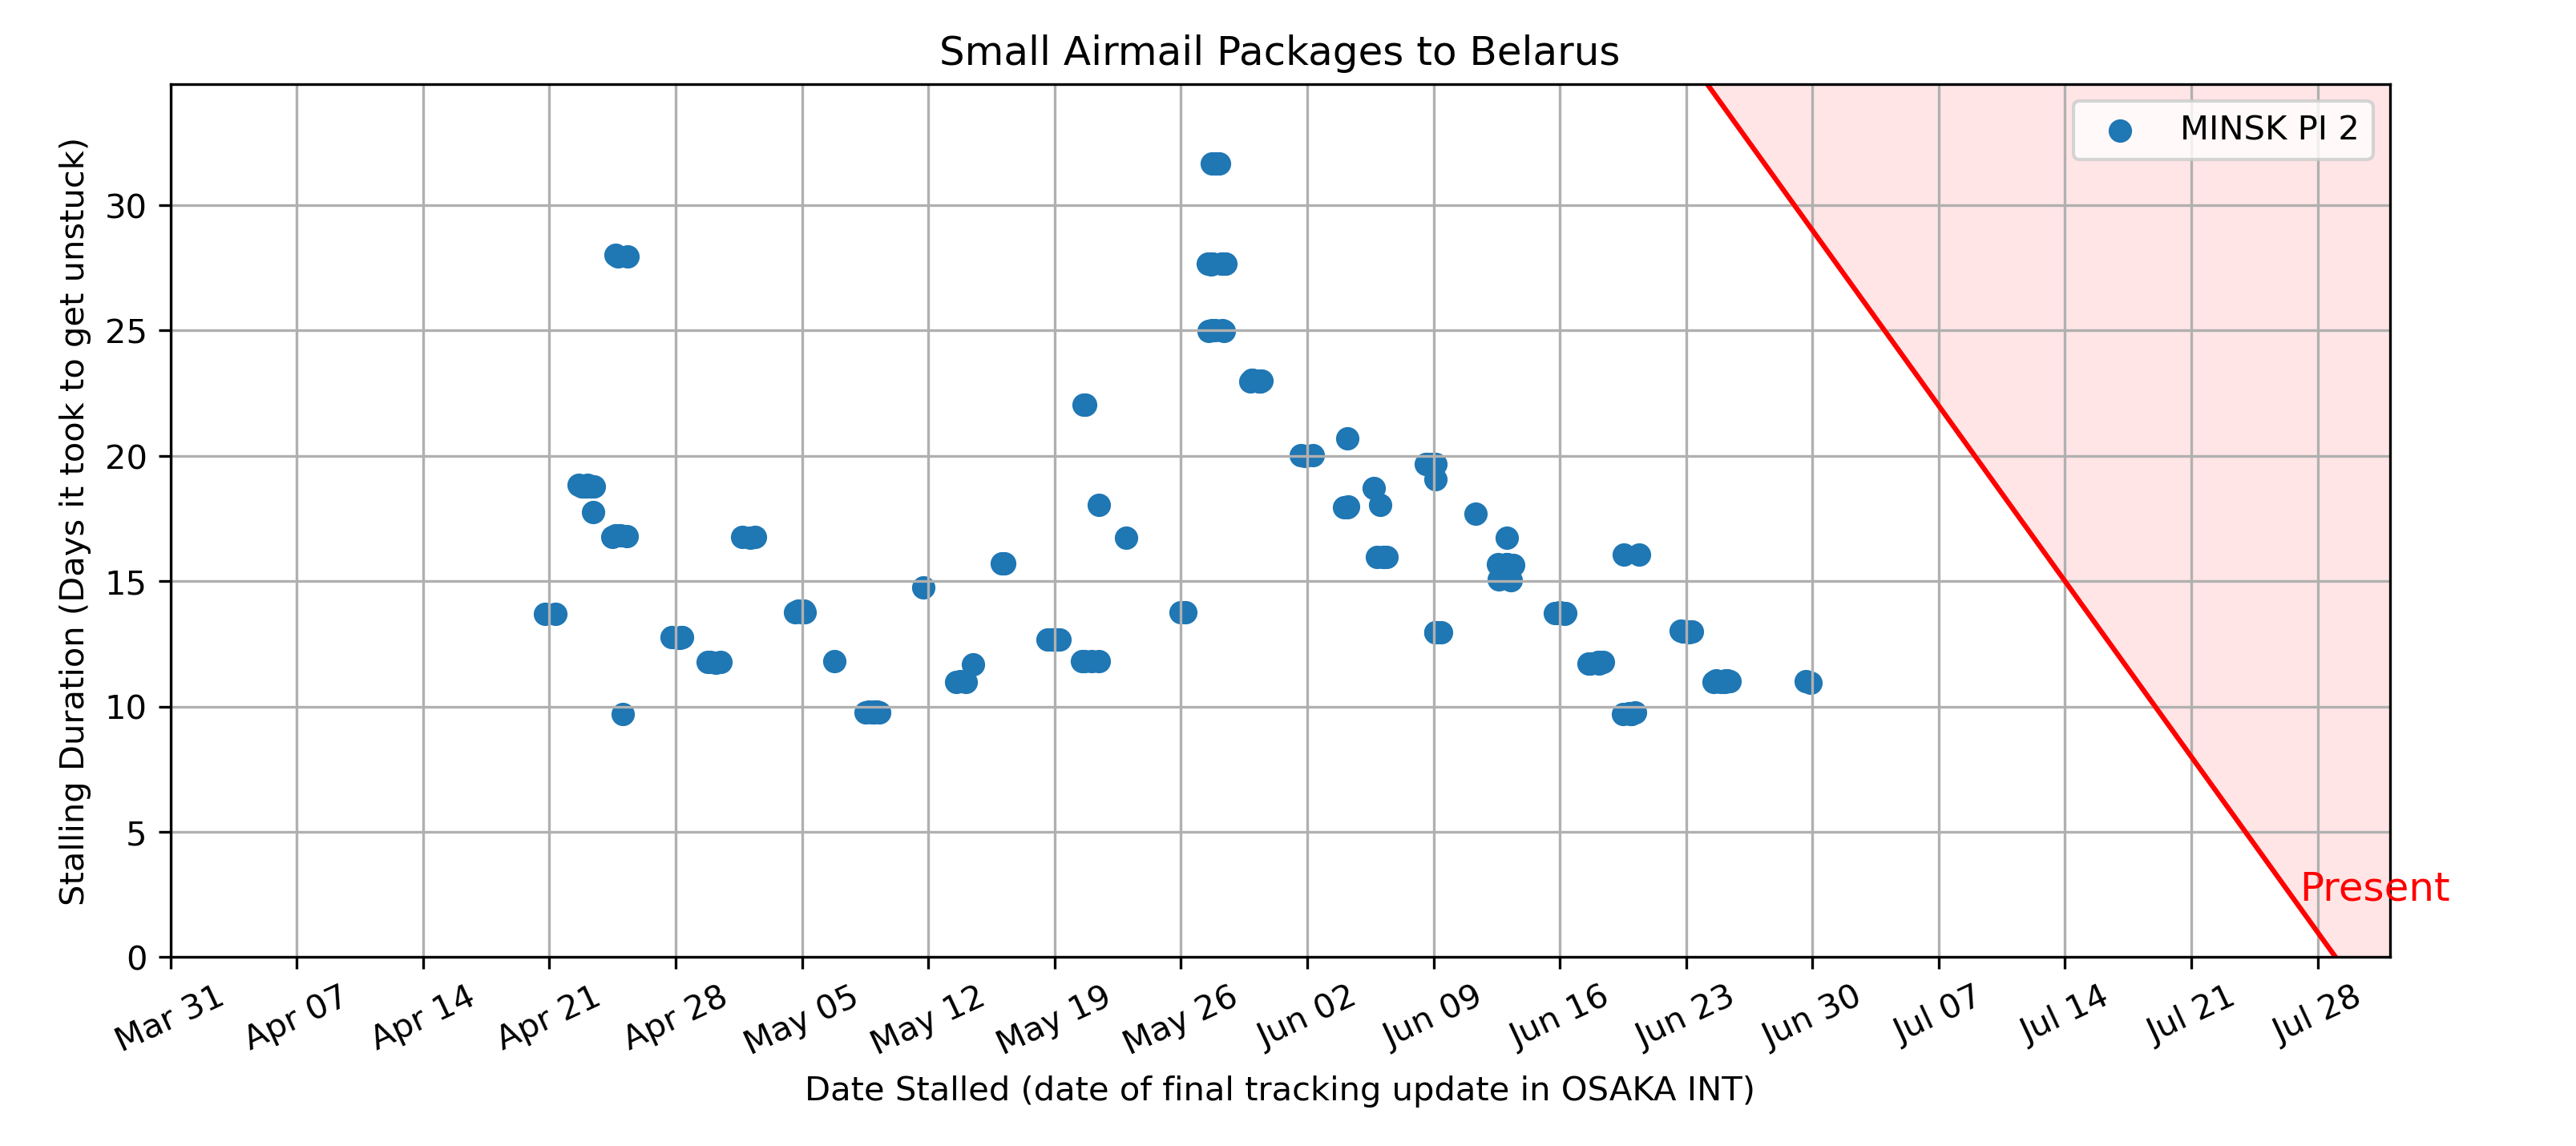 Small Airmail Packages to Belarus
MINSK PI 2
Stalling Duration (Days it took to get unstuck)
30
25
20
15
10
5
0
Present
Mar 31
Apr 07
Apr 14
Apr 21
Apr 28
May 05
May 12
May 19
May 26
Jun 02
Jun 09
Jun 16
Jun 23
Jun 30
Jul 07
Jul 14
Jul 21
Jul 28
Date Stalled (date of final tracking update in OSAKA INT)